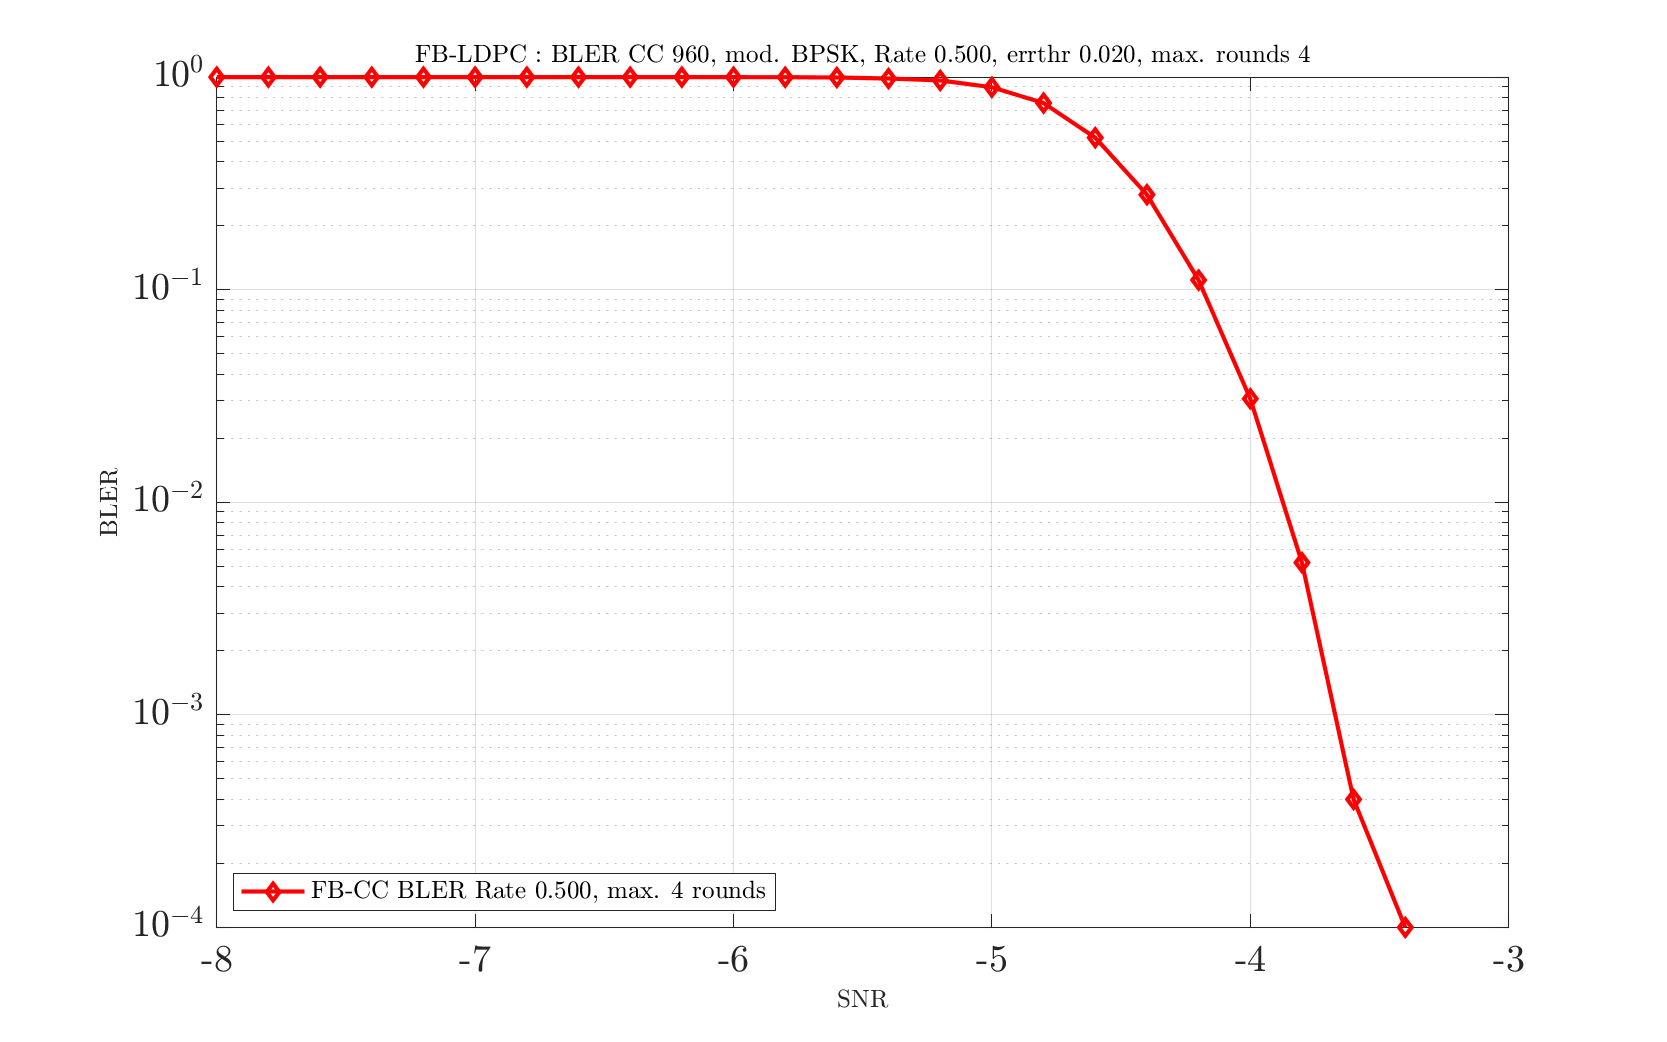 FB-LDPC : BLER CC 960, mod. BPSK, Rate 0.500, errthr 0.020, max. rounds 4
10^0
10^-1
10^-2
10^-3
10^-4
BLER
FB-CC BLER Rate 0.500, max. 4 rounds
-8 -7 -6 -5 -4 -3
SNR